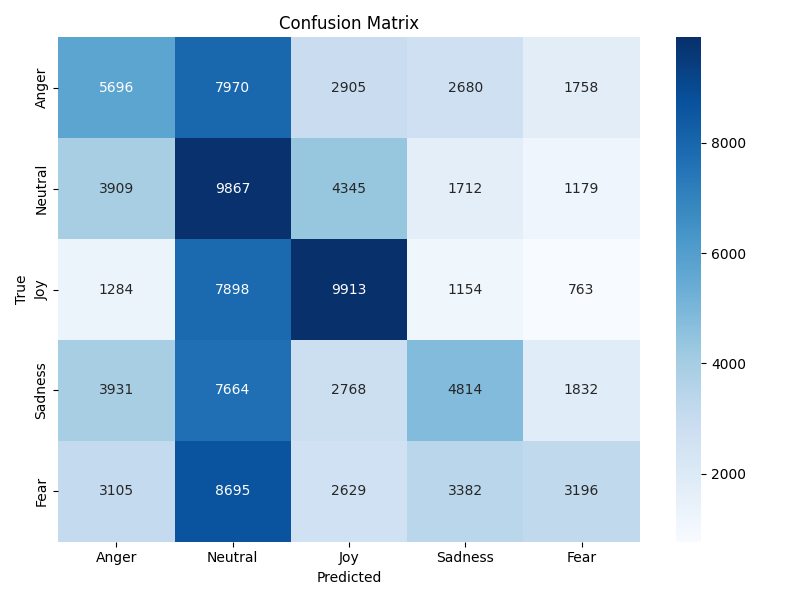 Confusion Matrix
Anger 5696 7970 2905 2680 1758
Neutral 3909 9867 4345 1712 1179
Joy 1284 7898 9913 1154 763
Sadness 3931 7664 2768 4814 1832
Fear 3105 8695 2629 3382 3196
Anger Neutral Joy Sadness Fear
Predicted
True
8000
6000
4000
2000